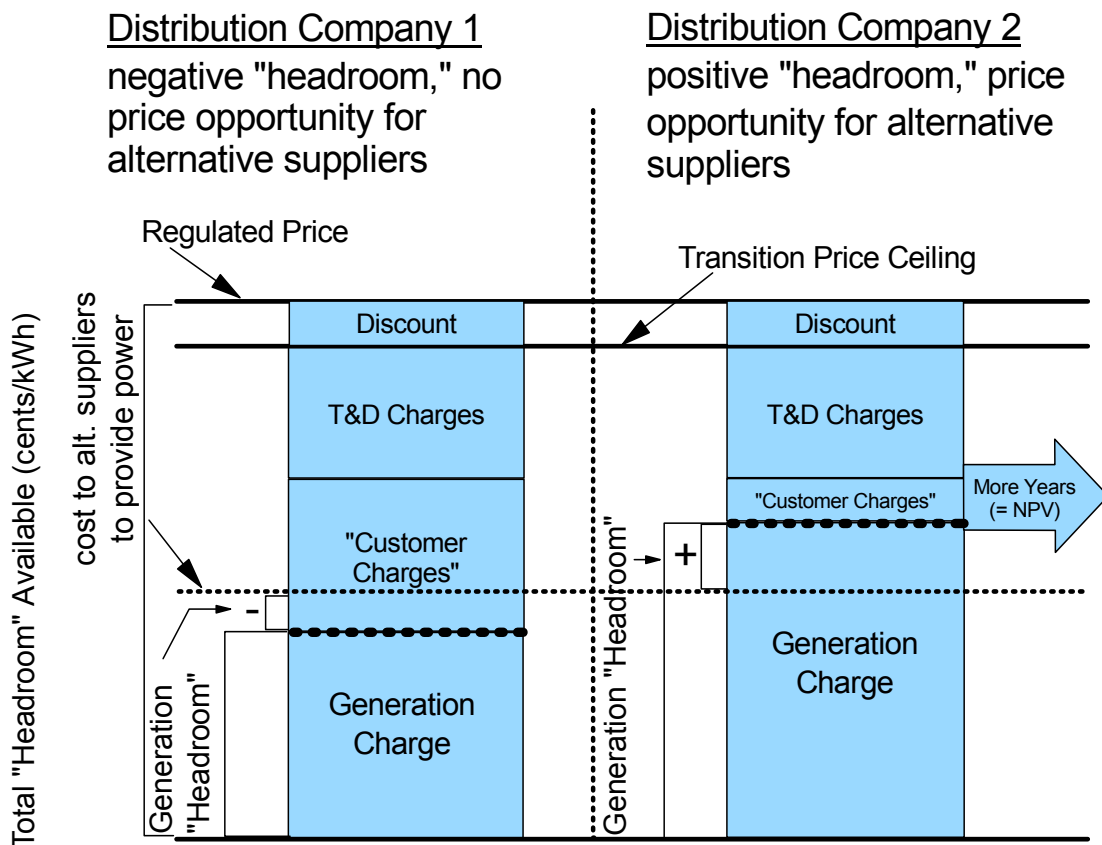 Distribution Company 1
negative "headroom," no
price opportunity for
alternative suppliers
Distribution Company 2
positive "headroom," price
opportunity for alternative
suppliers
Regulated Price
Transition Price Ceiling
Total "Headroom" Available (cents/kWh)
cost to alt. suppliers
to provide power
Discount
T&D Charges
"Customer
Charges"
-
Generation
"Headroom"
Generation
Charge
Discount
T&D Charges
"Customer Charges"
More Years
(= NPV)
+
Generation "Headroom"
Generation
Charge